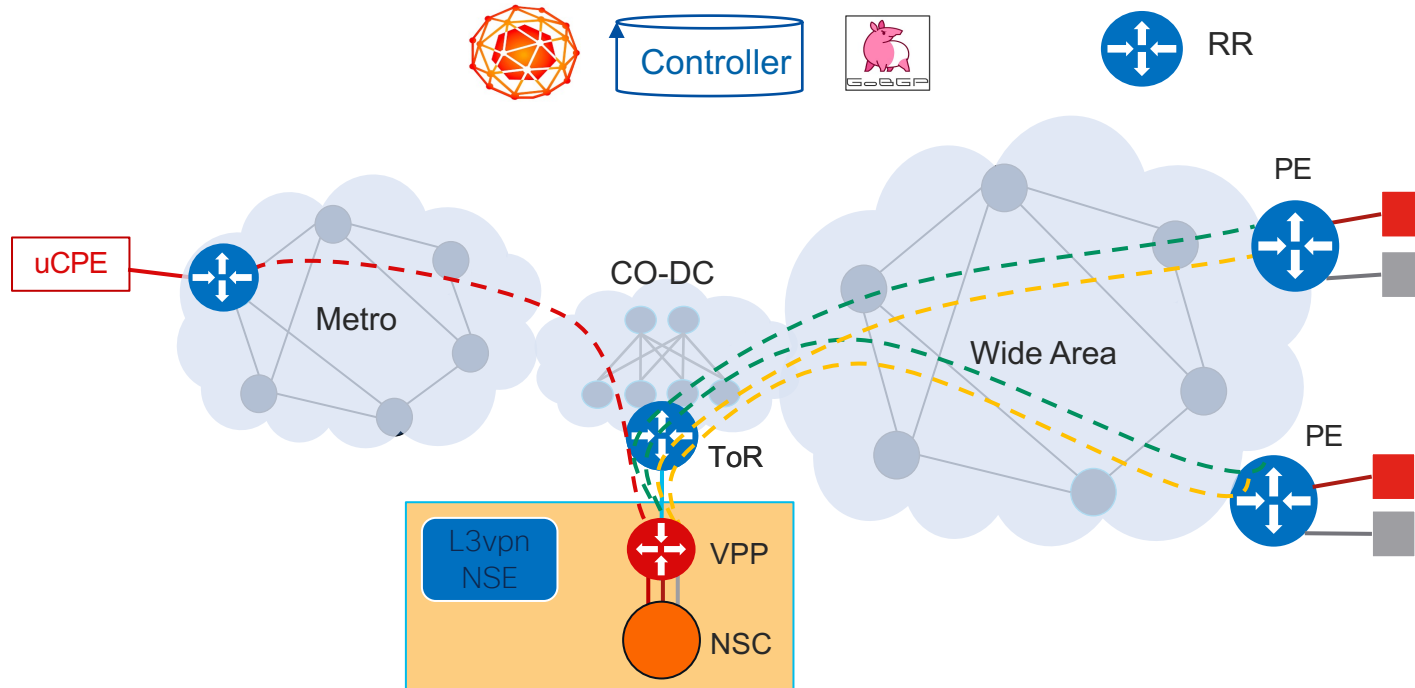 Controller
GoBGP
RR
PE
uCPE
CO-DC
Metro
Wide Area
PE
ToR
L3vpn
NSE
VPP
NSC